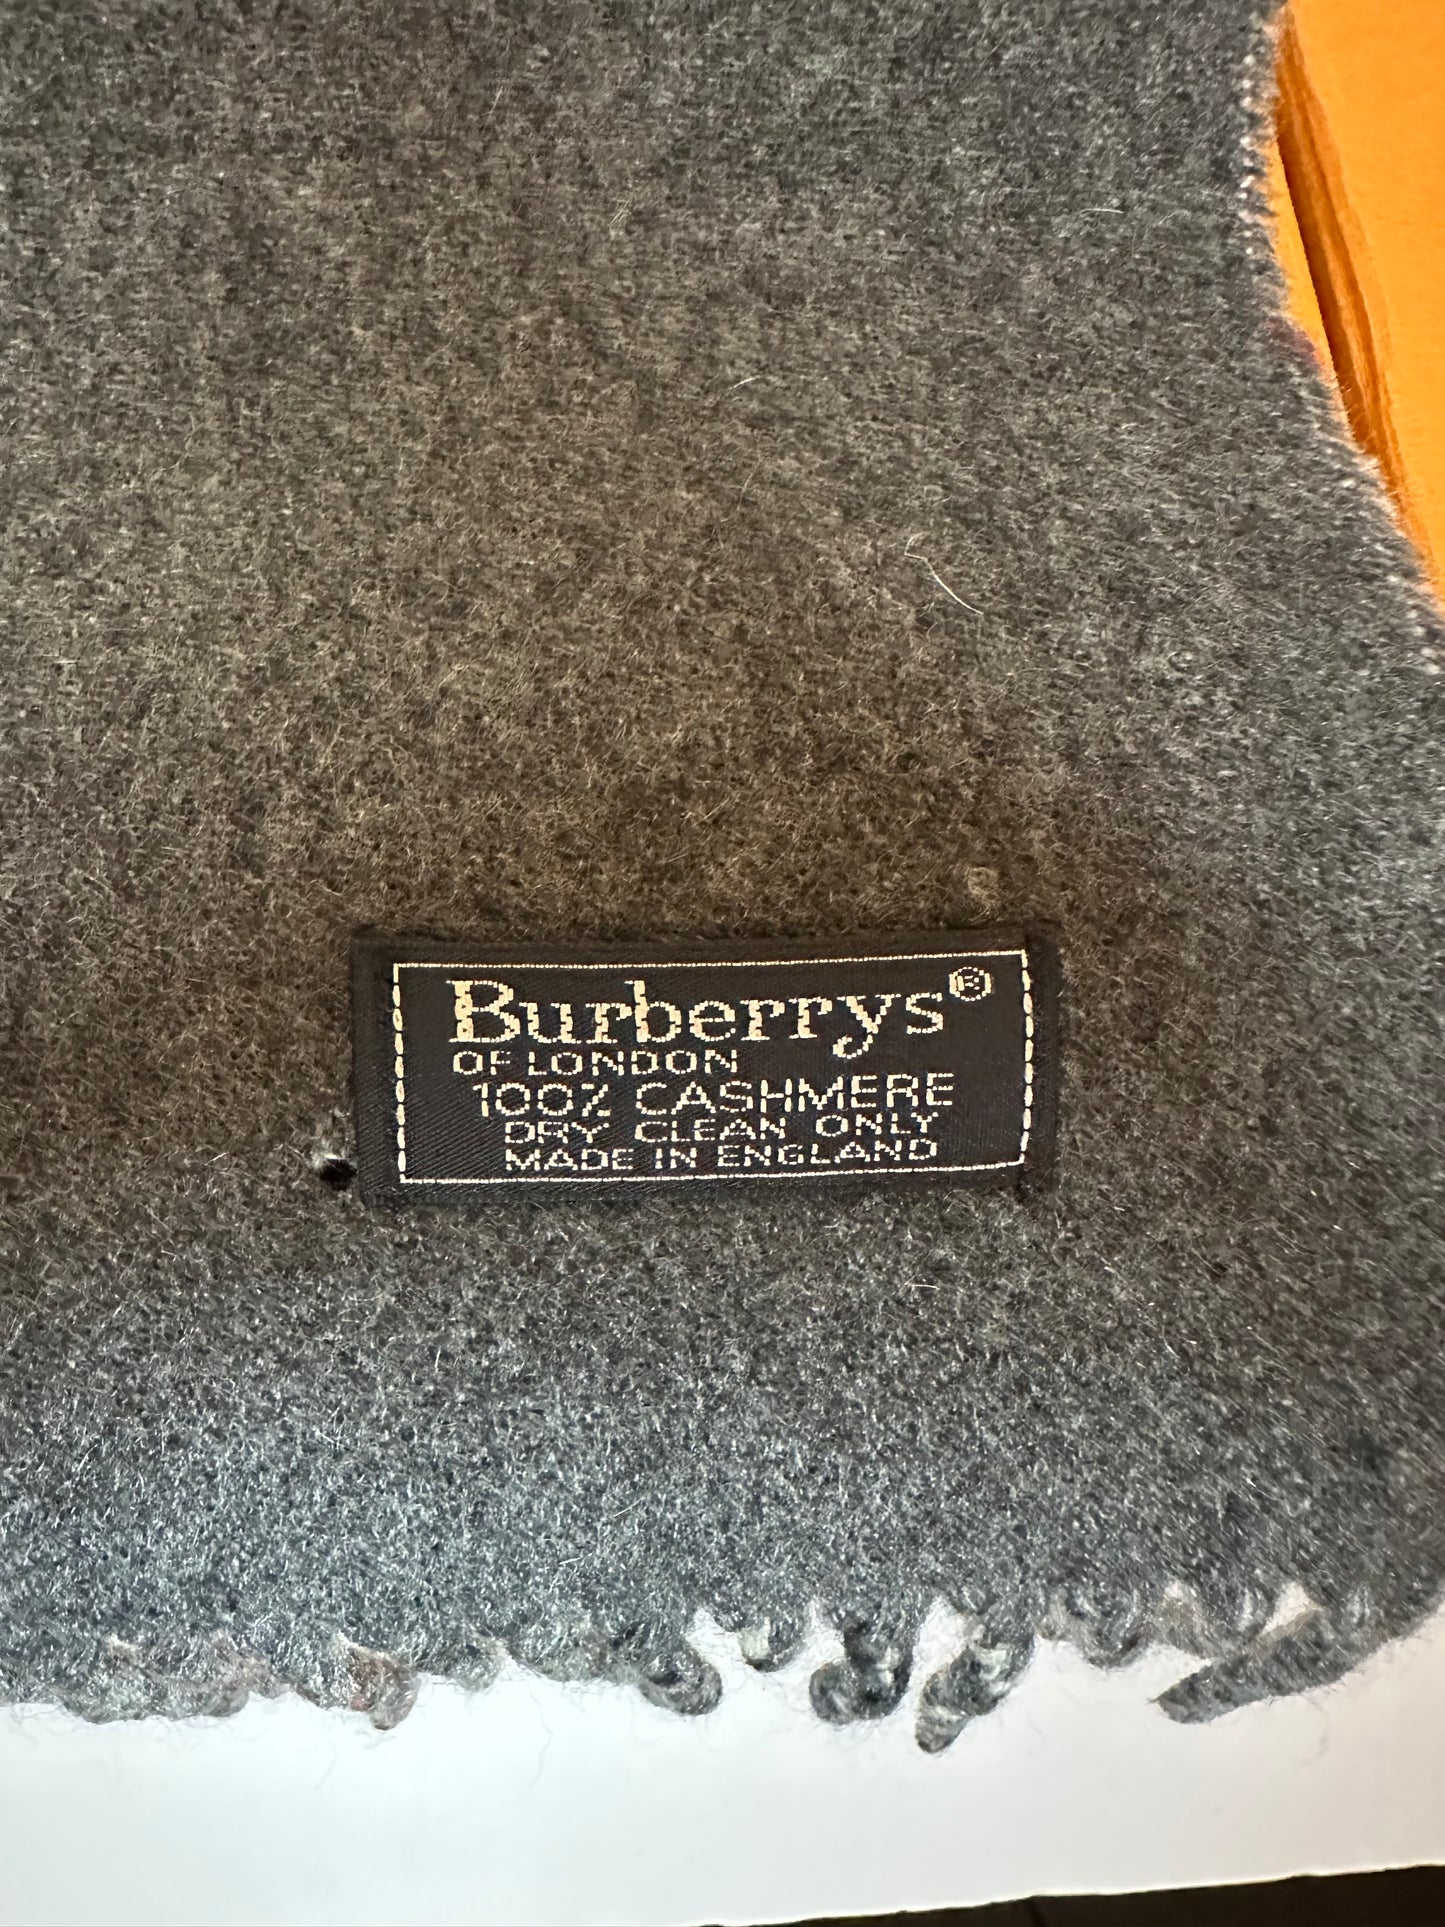 Burberrys®
OF LONDON
100% CASHMERE
DRY CLEAN ONLY
MADE IN ENGLAND